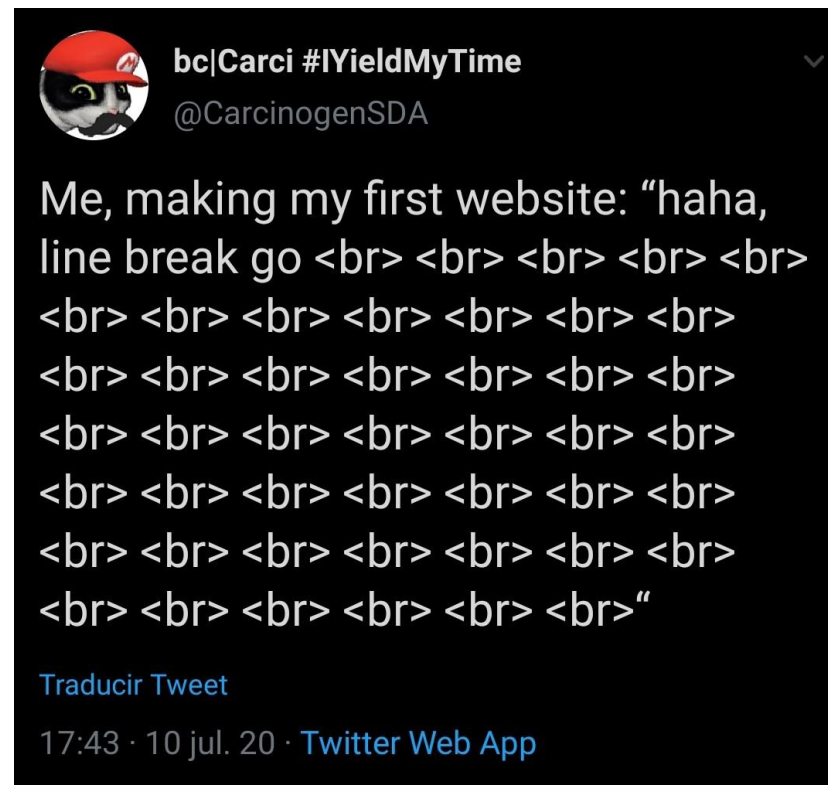 bc|Carci #IYieldMyTime
@CarcinogenSDA
Me, making my first website: “haha,
line break go <br> <br> <br> <br> <br>
<br> <br> <br> <br> <br> <br> <br>
<br> <br> <br> <br> <br> <br> <br>
<br> <br> <br> <br> <br> <br> <br>
<br> <br> <br> <br> <br> <br> <br>
<br> <br> <br> <br> <br> <br> <br>
<br> <br> <br> <br> <br> <br>“
Traducir Tweet
17:43 · 10 jul. 20 · Twitter Web App